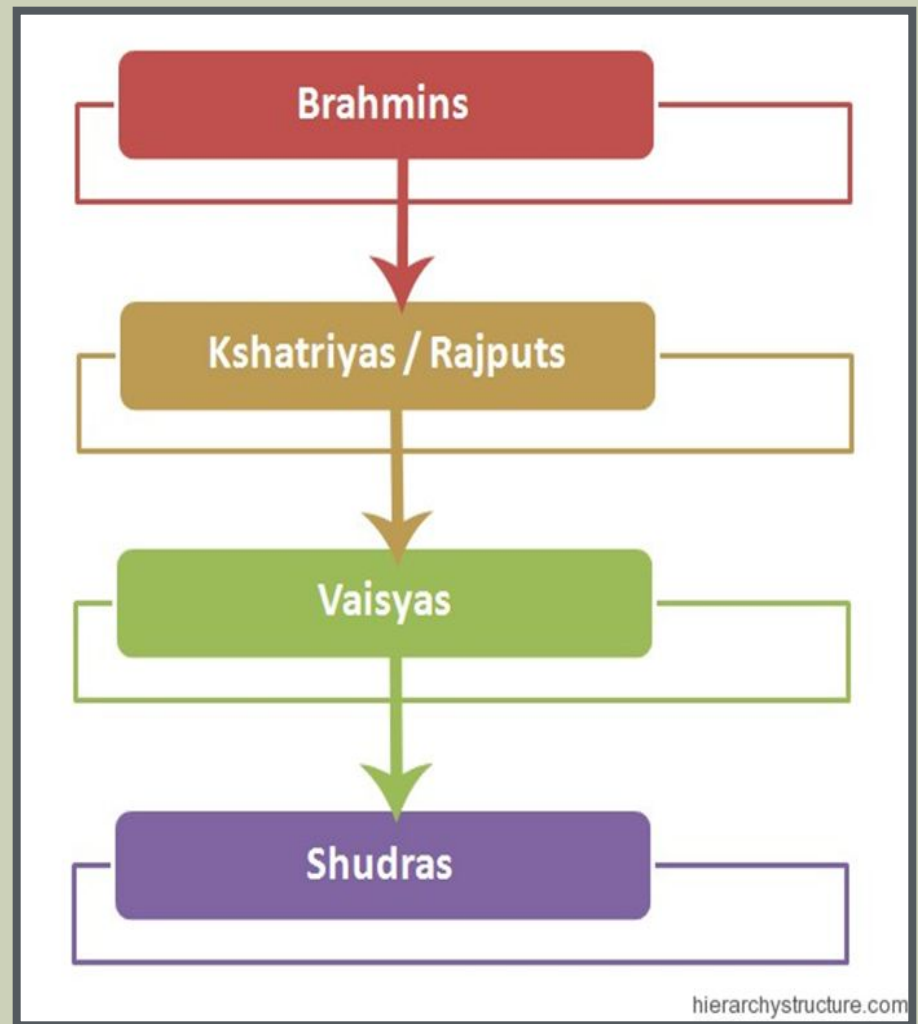 Brahmins
Kshatriyas / Rajputs
Vaisyas
Shudras
hierarchystructure.com